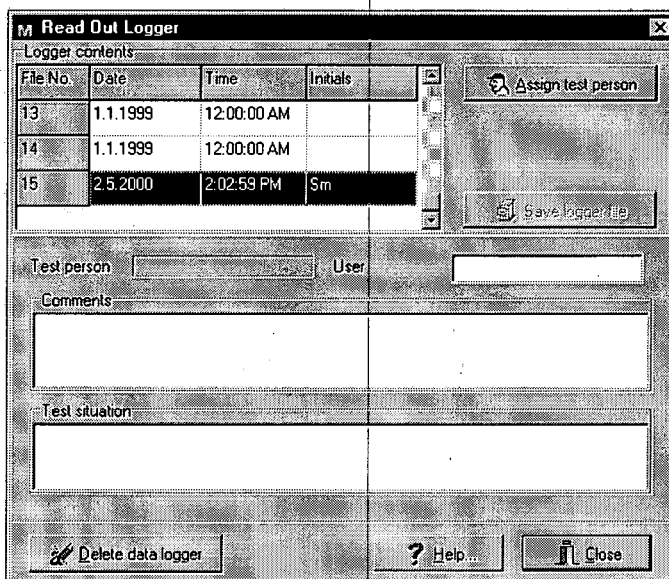 M Read Out Logger
Logger contents
File No. Date Time Initials
Assign test person
13 1.1.1999 12:00:00 AM
14 1.1.1999 12:00:00 AM
15 2.5.2000 2:02:59 PM Sm
Save logger file
Test person User
Comments
Test situation
Delete data logger ? Help... Close